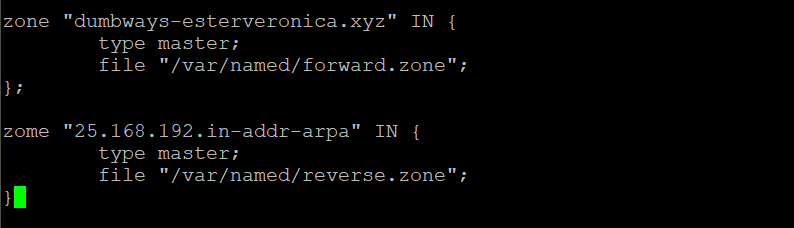 zone "dumbways-esterveronica.xyz" IN {
        type master;
        file "/var/named/forward.zone";
};

zome "25.168.192.in-addr-arpa" IN {
        type master;
        file "/var/named/reverse.zone";
}